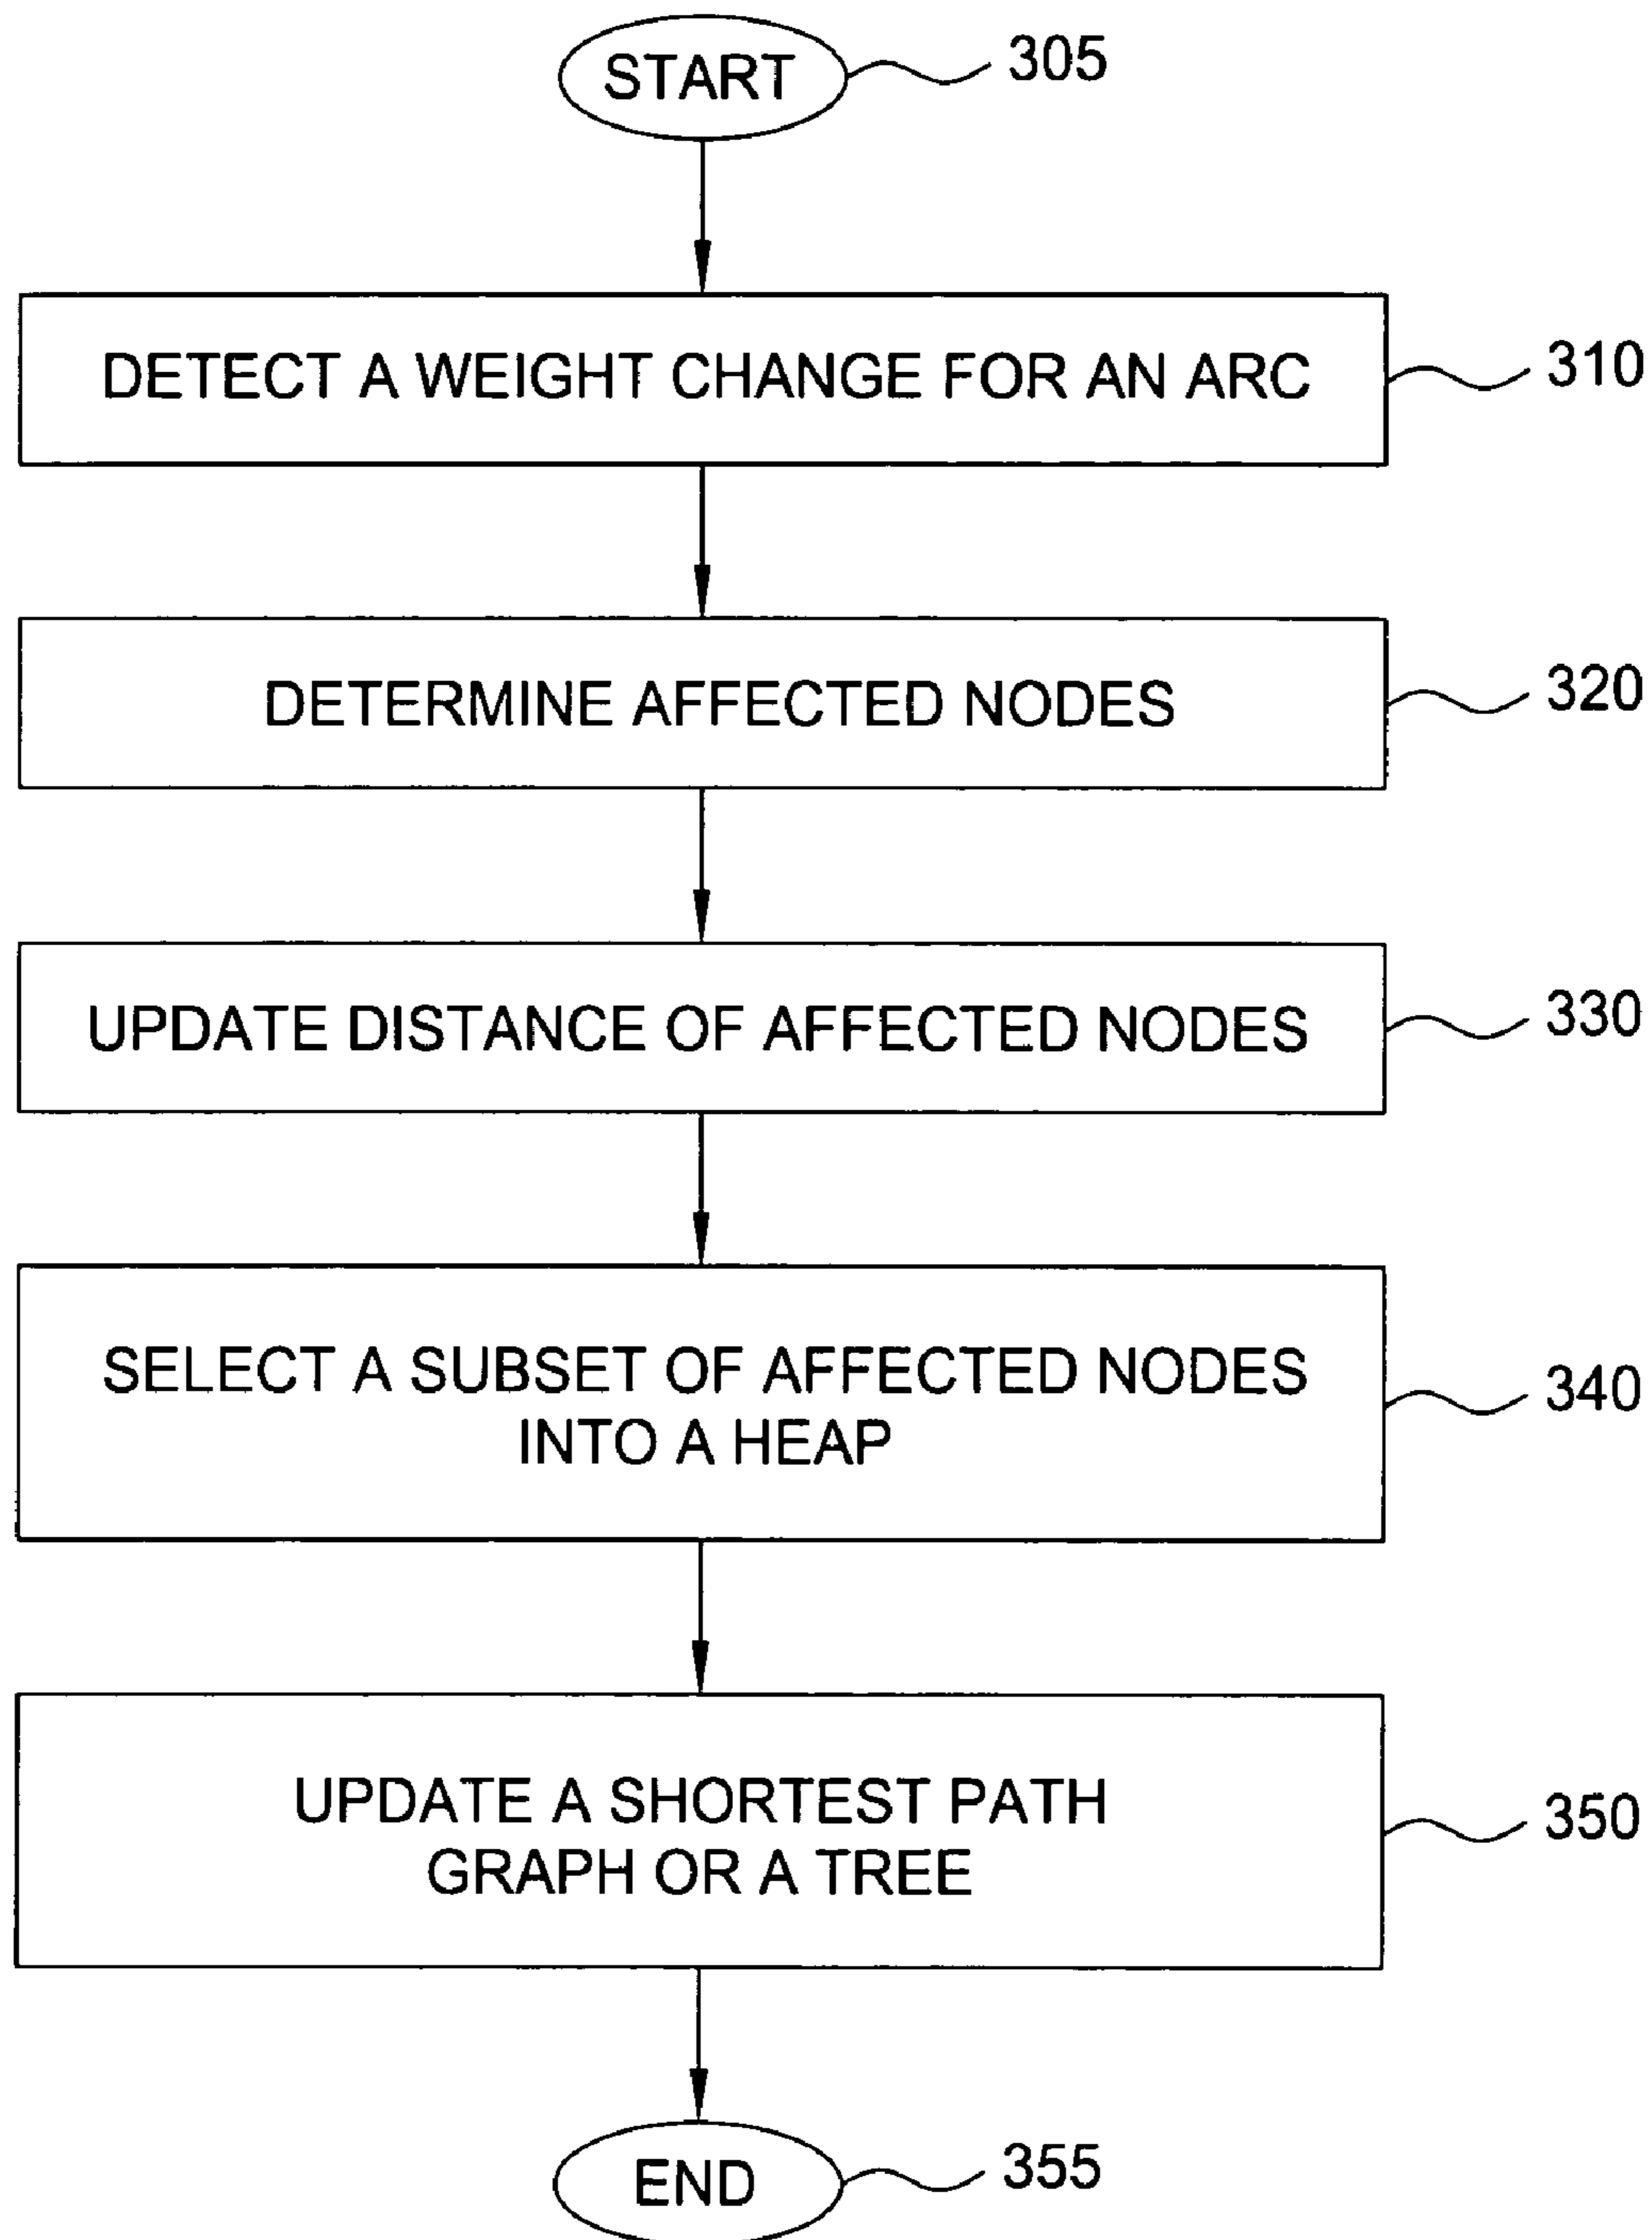 START
305
DETECT A WEIGHT CHANGE FOR AN ARC
310
DETERMINE AFFECTED NODES
320
UPDATE DISTANCE OF AFFECTED NODES
330
SELECT A SUBSET OF AFFECTED NODES
INTO A HEAP
340
UPDATE A SHORTEST PATH
GRAPH OR A TREE
350
END
355